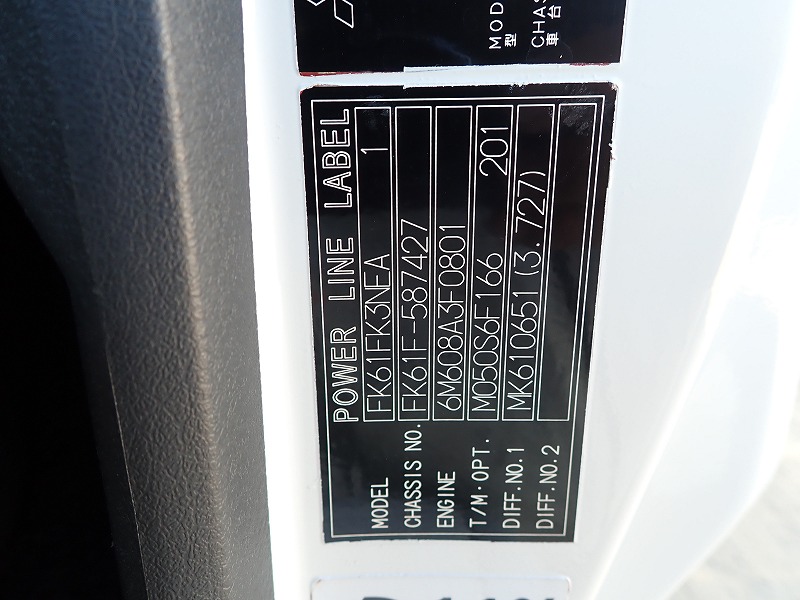 MOD
型
CHAS
車台
POWER LINE LABEL
MODEL FK61FK3NFA 1
CHASSIS NO. FK61F-587427
ENGINE 6M608A3F0801
T/M·OPT. M050S6F166 201
DIFF.NO.1 MK610651(3.727)
DIFF.NO.2